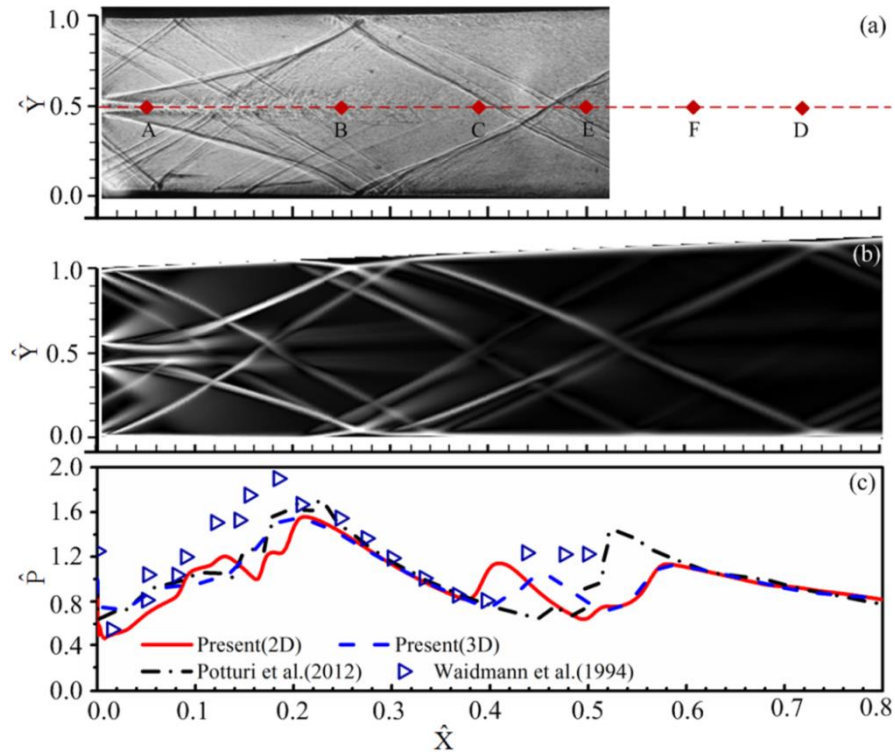 1.0
(a)
Ŷ
0.5
A
B
C
E
F
D
0.0
(b)
1.0
Ŷ
0.5
0.0
2.0
(c)
1.6
P̂
1.2
0.8
Present(2D)
Present(3D)
0.4
Potturi et al.(2012)
Waidmann et al.(1994)
0.0
0.0
0.1
0.2
0.3
0.4
0.5
0.6
0.7
0.8
X̂